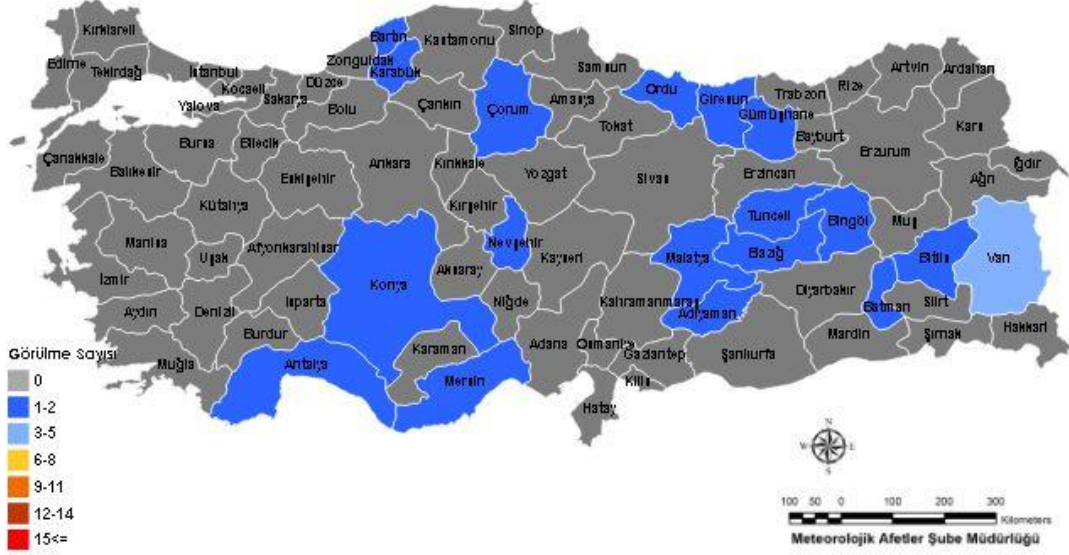 Kırklareli
Edirne
Tekirdağ
İstanbul
Kocaeli
Yalova
Sakarya
Düzce
Zonguldak
Bartın
Karabük
Kastamonu
Sinop
Samsun
Bolu
Çankırı
Çorum
Amasya
Tokat
Ordu
Giresun
Gümüşhane
Trabzon
Rize
Artvin
Ardahan
Bayburt
Kars
Erzurum
Iğdır
Ağrı
Çanakkale
Balıkesir
Bursa
Bilecik
Eskişehir
Kütahya
Ankara
Kırıkkale
Kırşehir
Yozgat
Sivas
Erzincan
Tunceli
Bingöl
Muş
Bitlis
Van
Manisa
Uşak
Afyonkarahisar
Konya
Aksaray
Nevşehir
Kayseri
Malatya
Elazığ
Diyarbakır
Batman
Siirt
Şırnak
Hakkari
İzmir
Aydın
Denizli
Isparta
Burdur
Muğla
Antalya
Karaman
Mersin
Niğde
Adana
Osmaniye
Kahramanmaraş
Adıyaman
Gaziantep
Kilis
Hatay
Şanlıurfa
Mardin
Görülme Sayısı
0
1-2
3-5
6-8
9-11
12-14
15<=
N
W E
S
100 50 0 100 200 300
Kilometers
Meteorolojik Afetler Şube Müdürlüğü